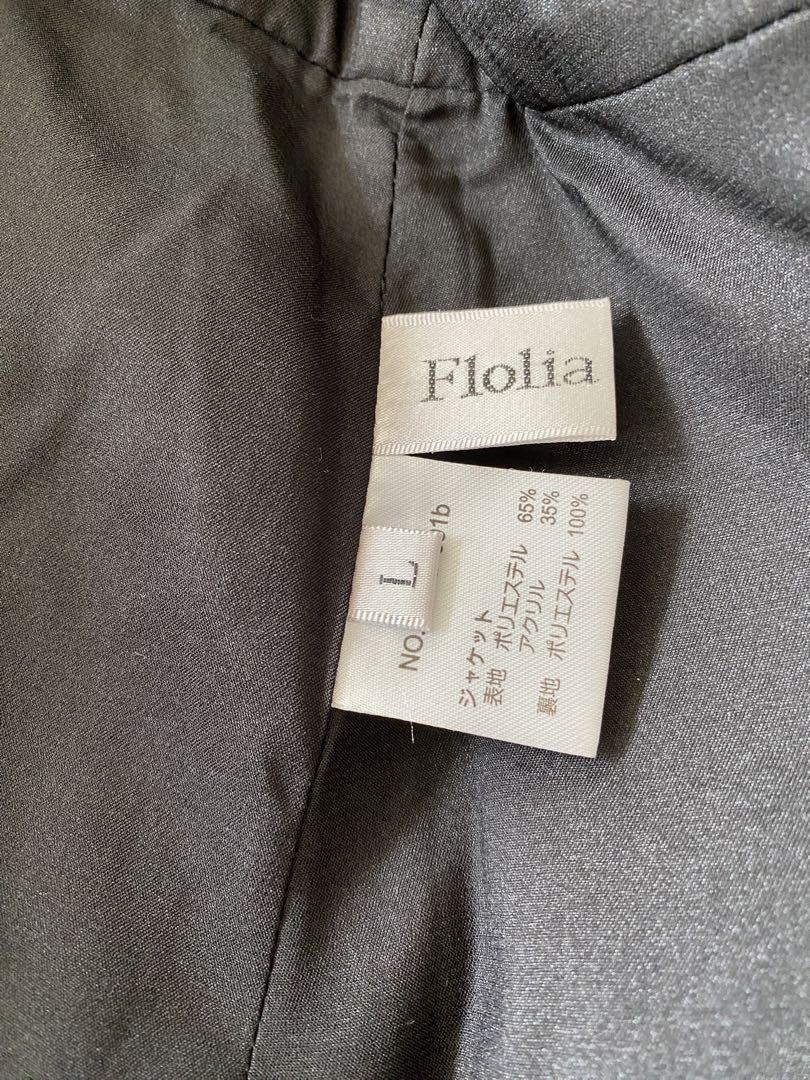 Flolia
L
NO.
ジャケット
表地 ポリエステル 65%
アクリル 35%
裏地 ポリエステル 100%